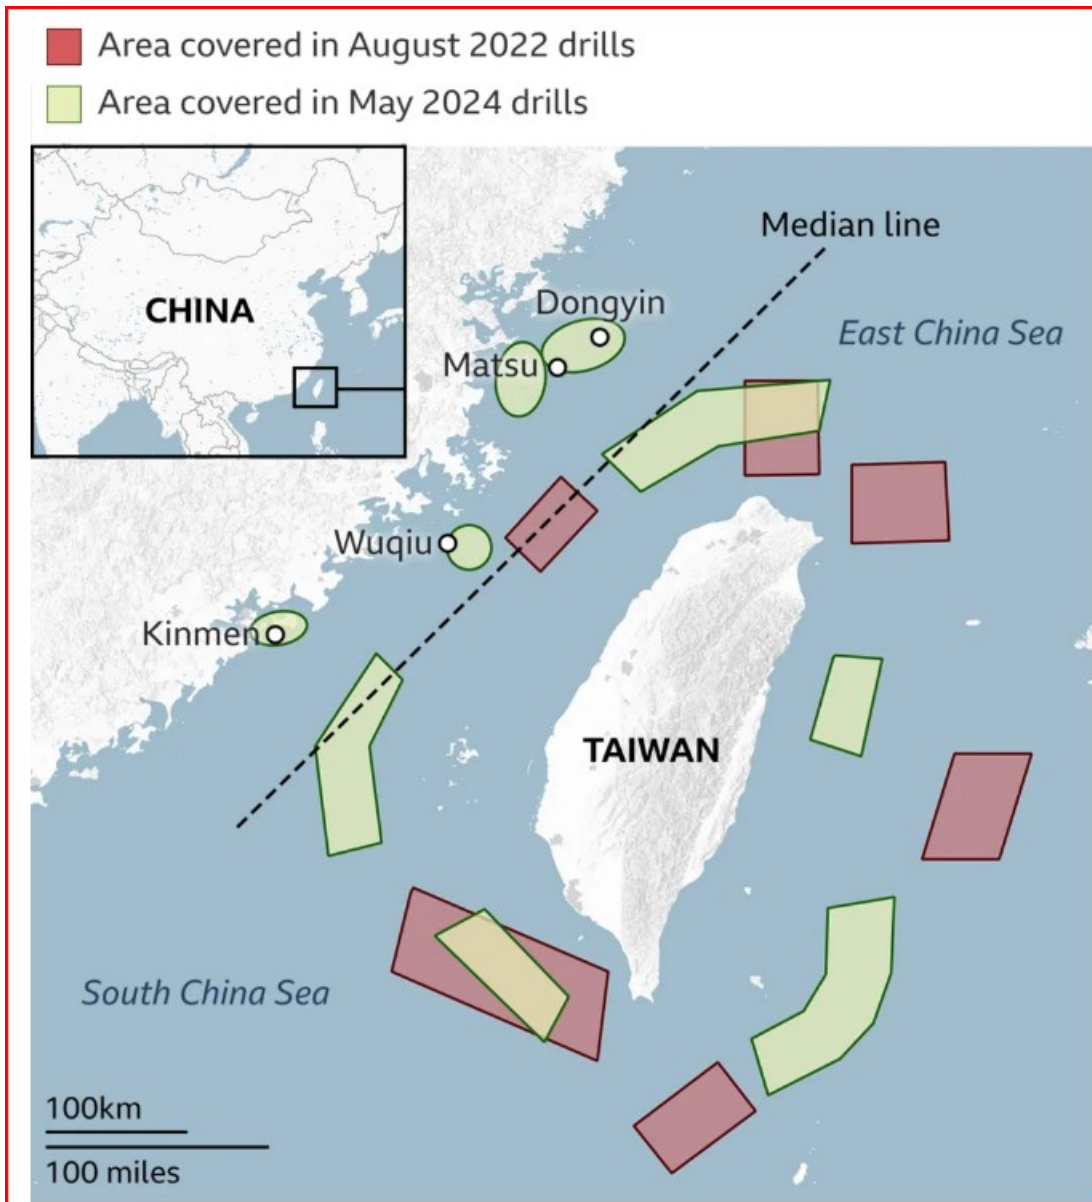 Area covered in August 2022 drills
Area covered in May 2024 drills
CHINA
Median line
Dongyin
East China Sea
Matsu
Wuqiu
Kinmen
TAIWAN
South China Sea
100km
100 miles